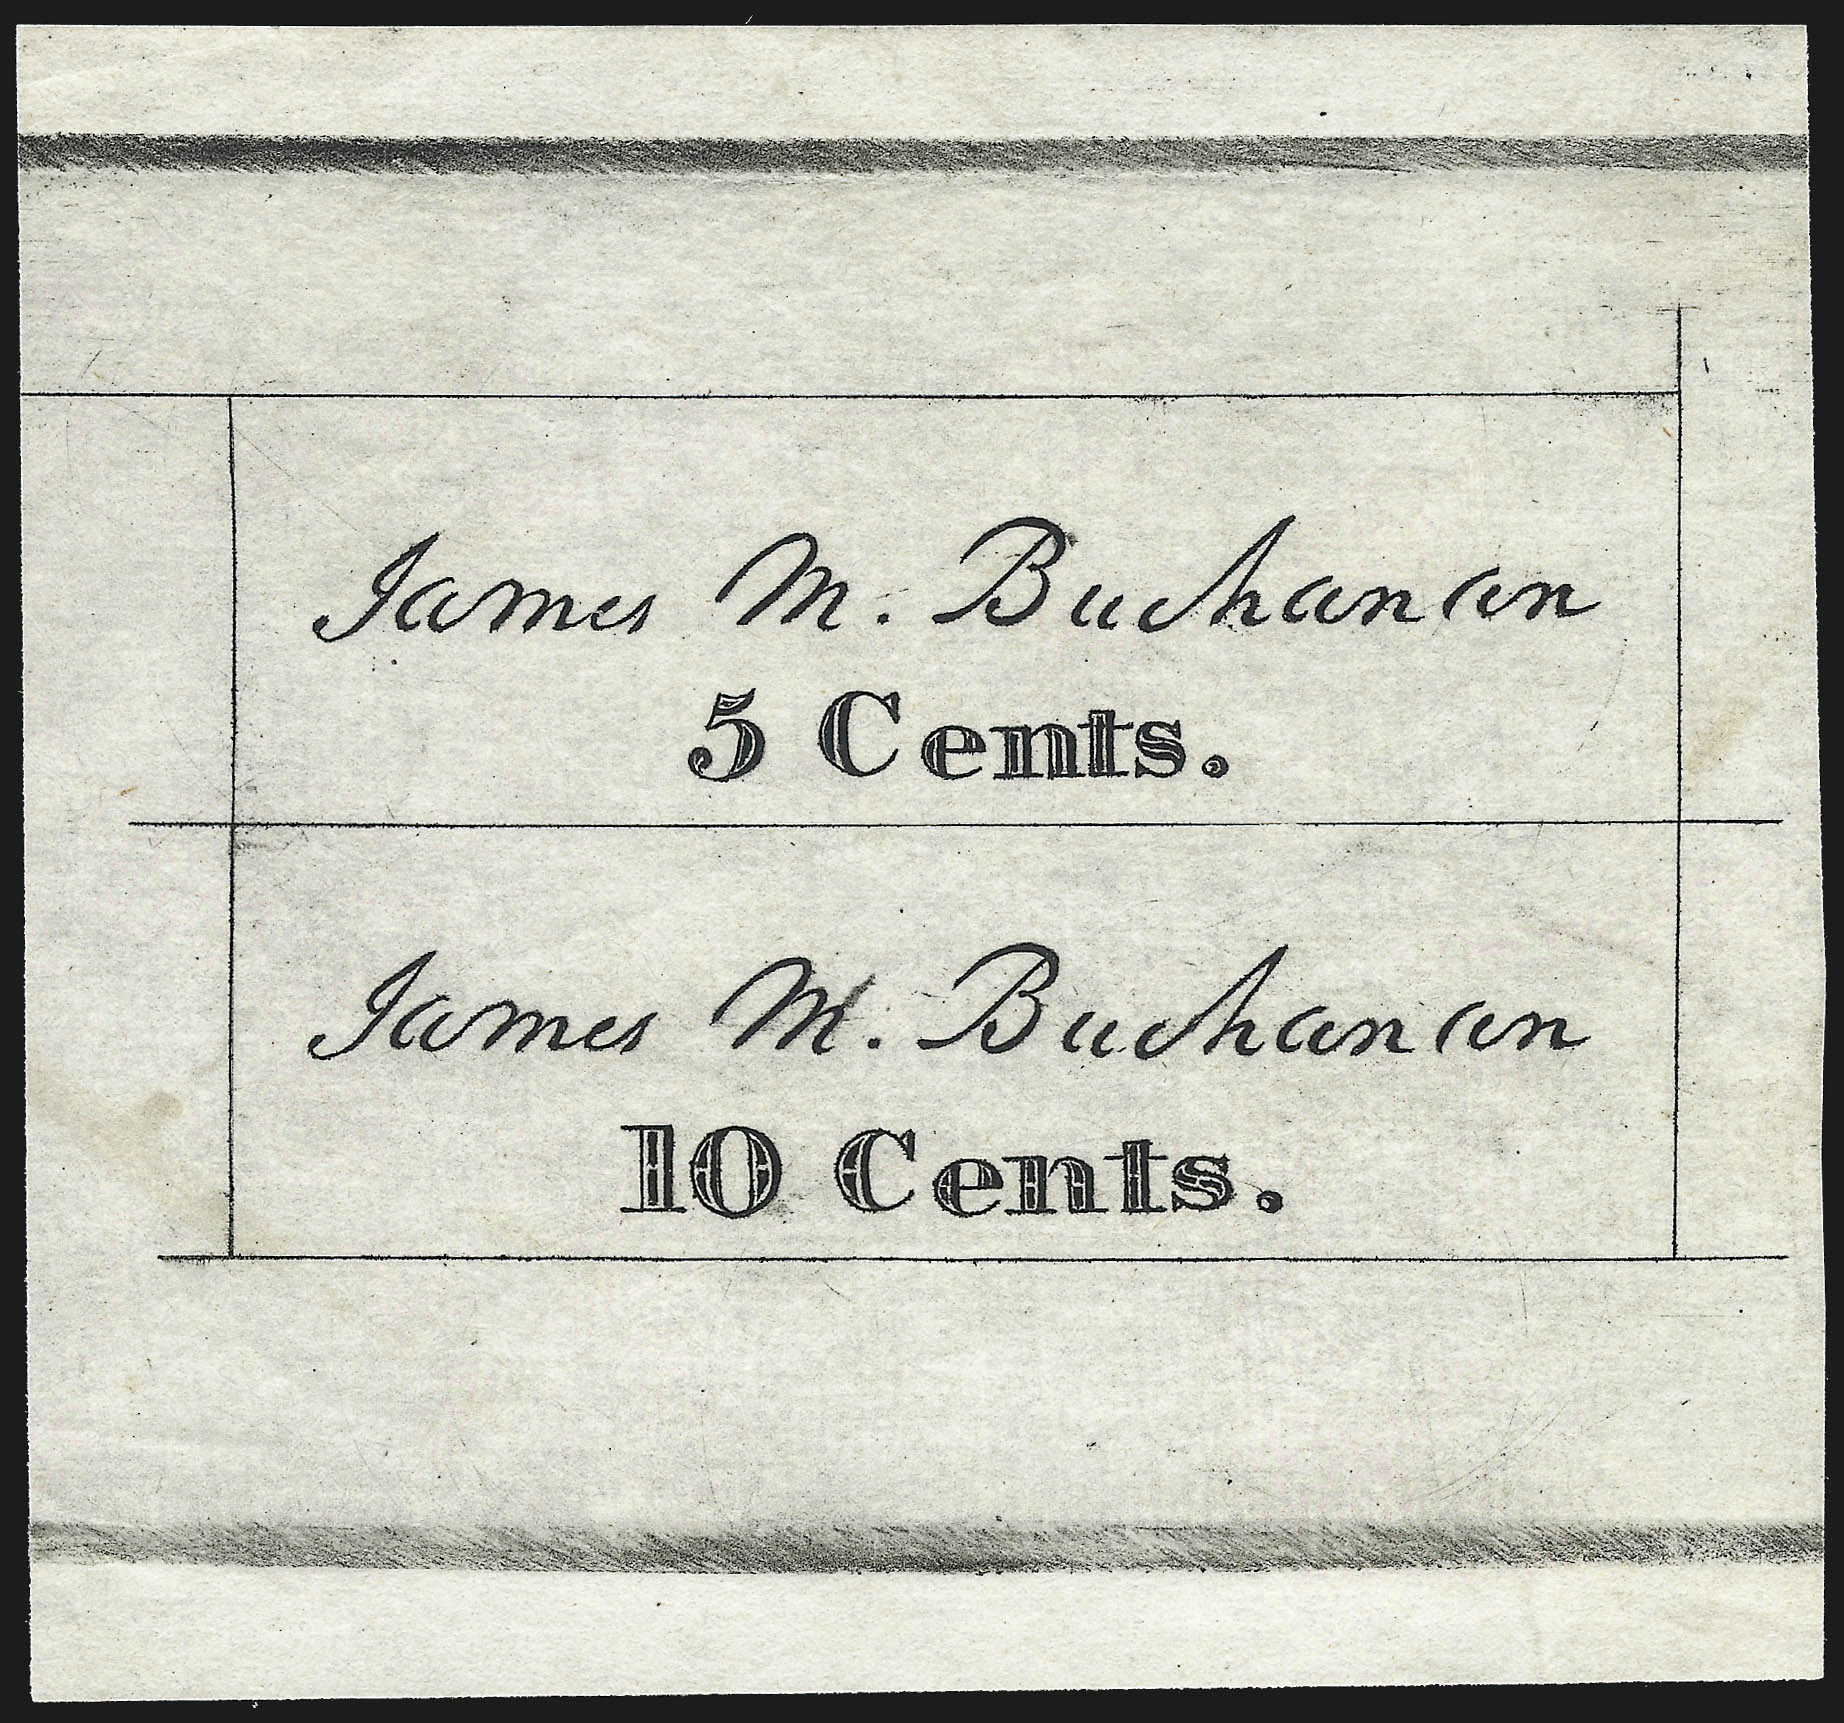 James M. Buchanan
5 Cents.
James M. Buchanan
10 Cents.